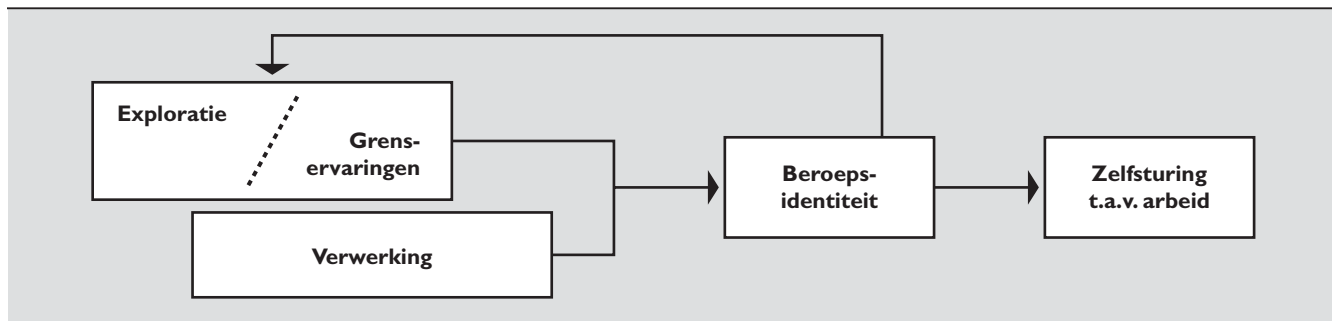 Exploratie
Grens-
ervaringen
Verwerking
Beroeps-
identiteit
Zelfsturing
t.a.v. arbeid